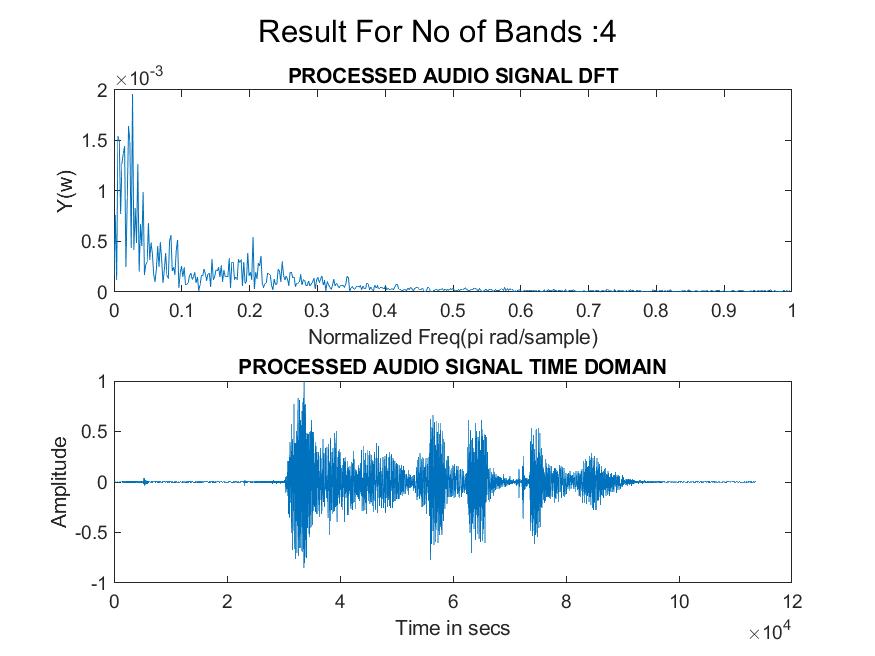 Result For No of Bands :4
×10⁻³
PROCESSED AUDIO SIGNAL DFT
2
1.5
1
0.5
0
Y(w)
0 0.1 0.2 0.3 0.4 0.5 0.6 0.7 0.8 0.9 1
Normalized Freq(pi rad/sample)
PROCESSED AUDIO SIGNAL TIME DOMAIN
1
0.5
0
-0.5
-1
Amplitude
0 2 4 6 8 10 12
Time in secs
×10⁴